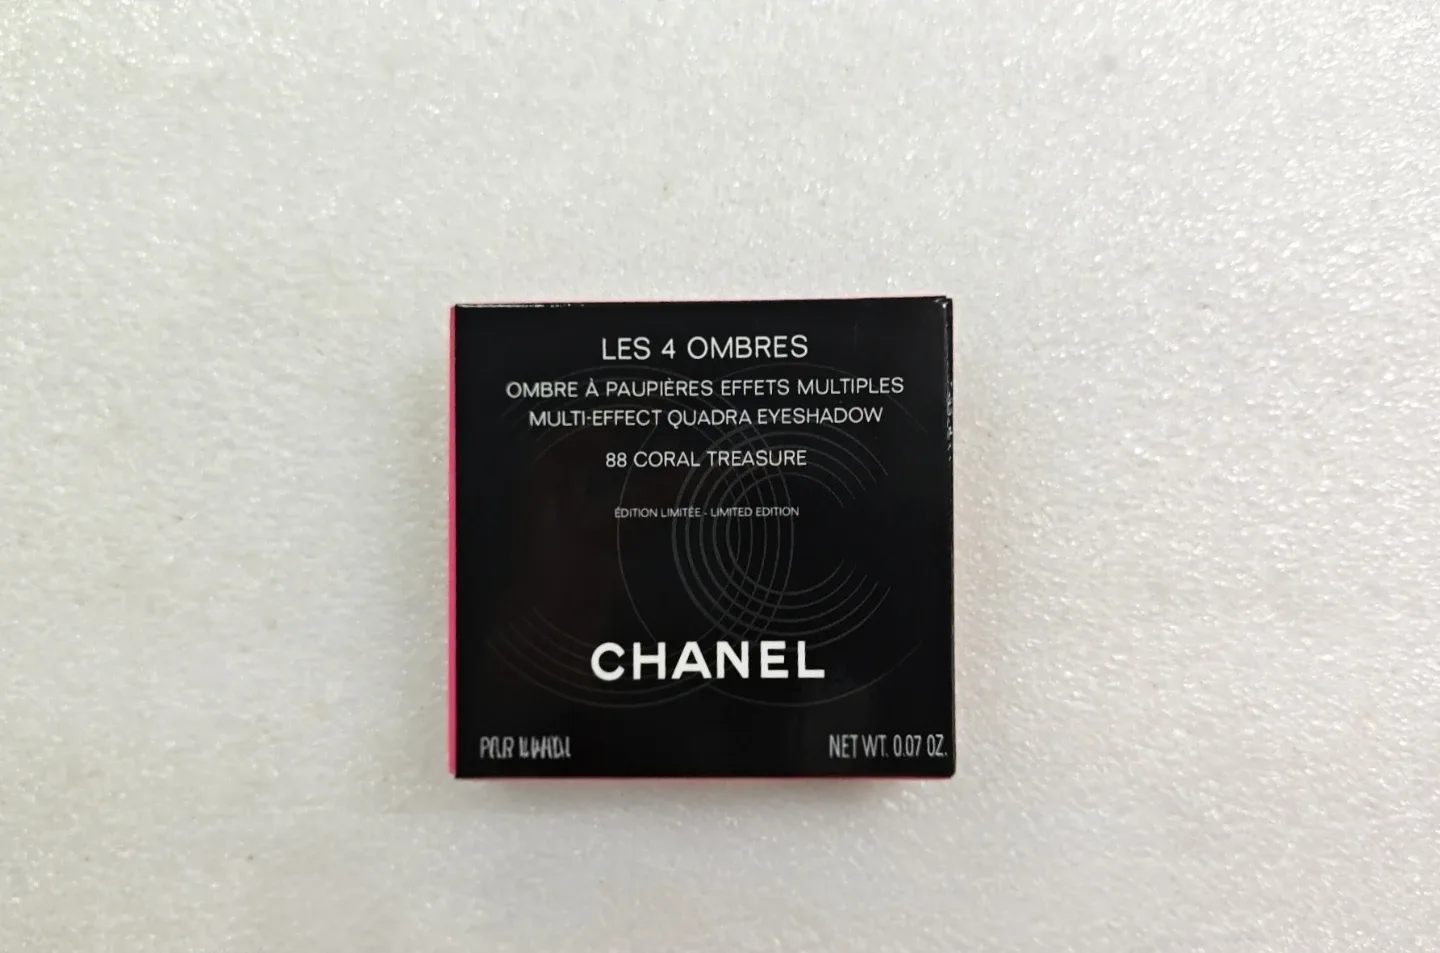 LES 4 OMBRES
OMBRE À PAUPIÈRES EFFETS MULTIPLES
MULTI-EFFECT QUADRA EYESHADOW
88 CORAL TREASURE
ÉDITION LIMITÉE - LIMITED EDITION
CHANEL
NET WT. 0.07 OZ.